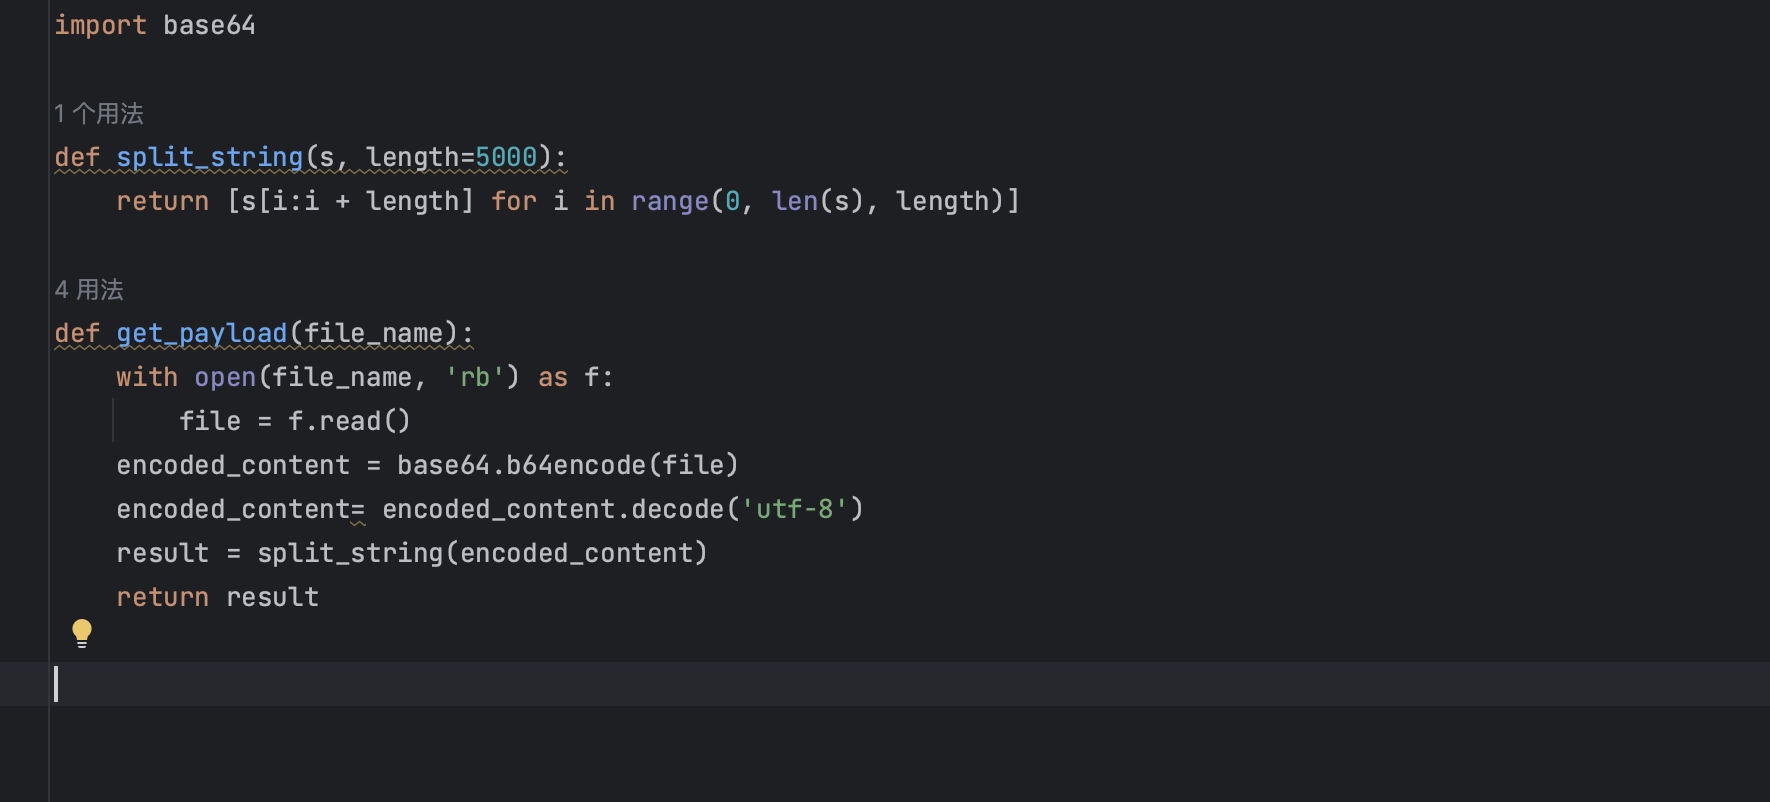 import base64
1 个用法
def split_string(s, length=5000):
    return [s[i:i + length] for i in range(0, len(s), length)]
4 用法
def get_payload(file_name):
    with open(file_name, 'rb') as f:
        file = f.read()
    encoded_content = base64.b64encode(file)
    encoded_content= encoded_content.decode('utf-8')
    result = split_string(encoded_content)
    return result